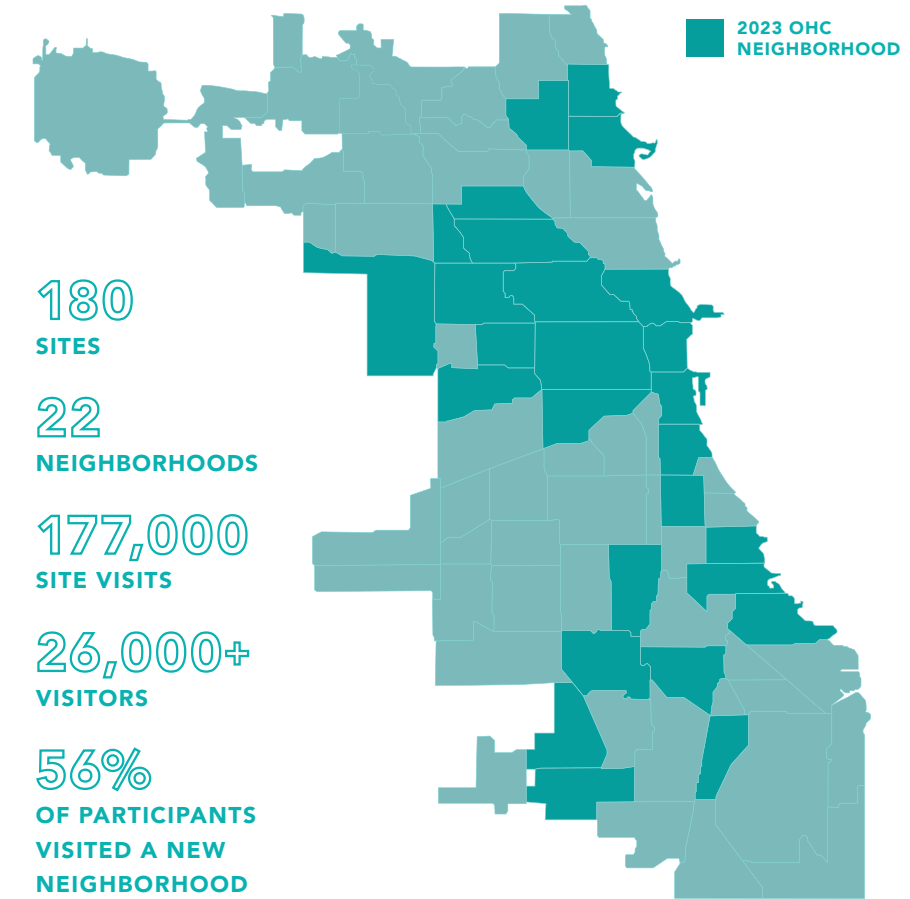 2023 OHC
NEIGHBORHOOD
180
SITES
22
NEIGHBORHOODS
177,000
SITE VISITS
26,000+
VISITORS
56%
OF PARTICIPANTS
VISITED A NEW
NEIGHBORHOOD